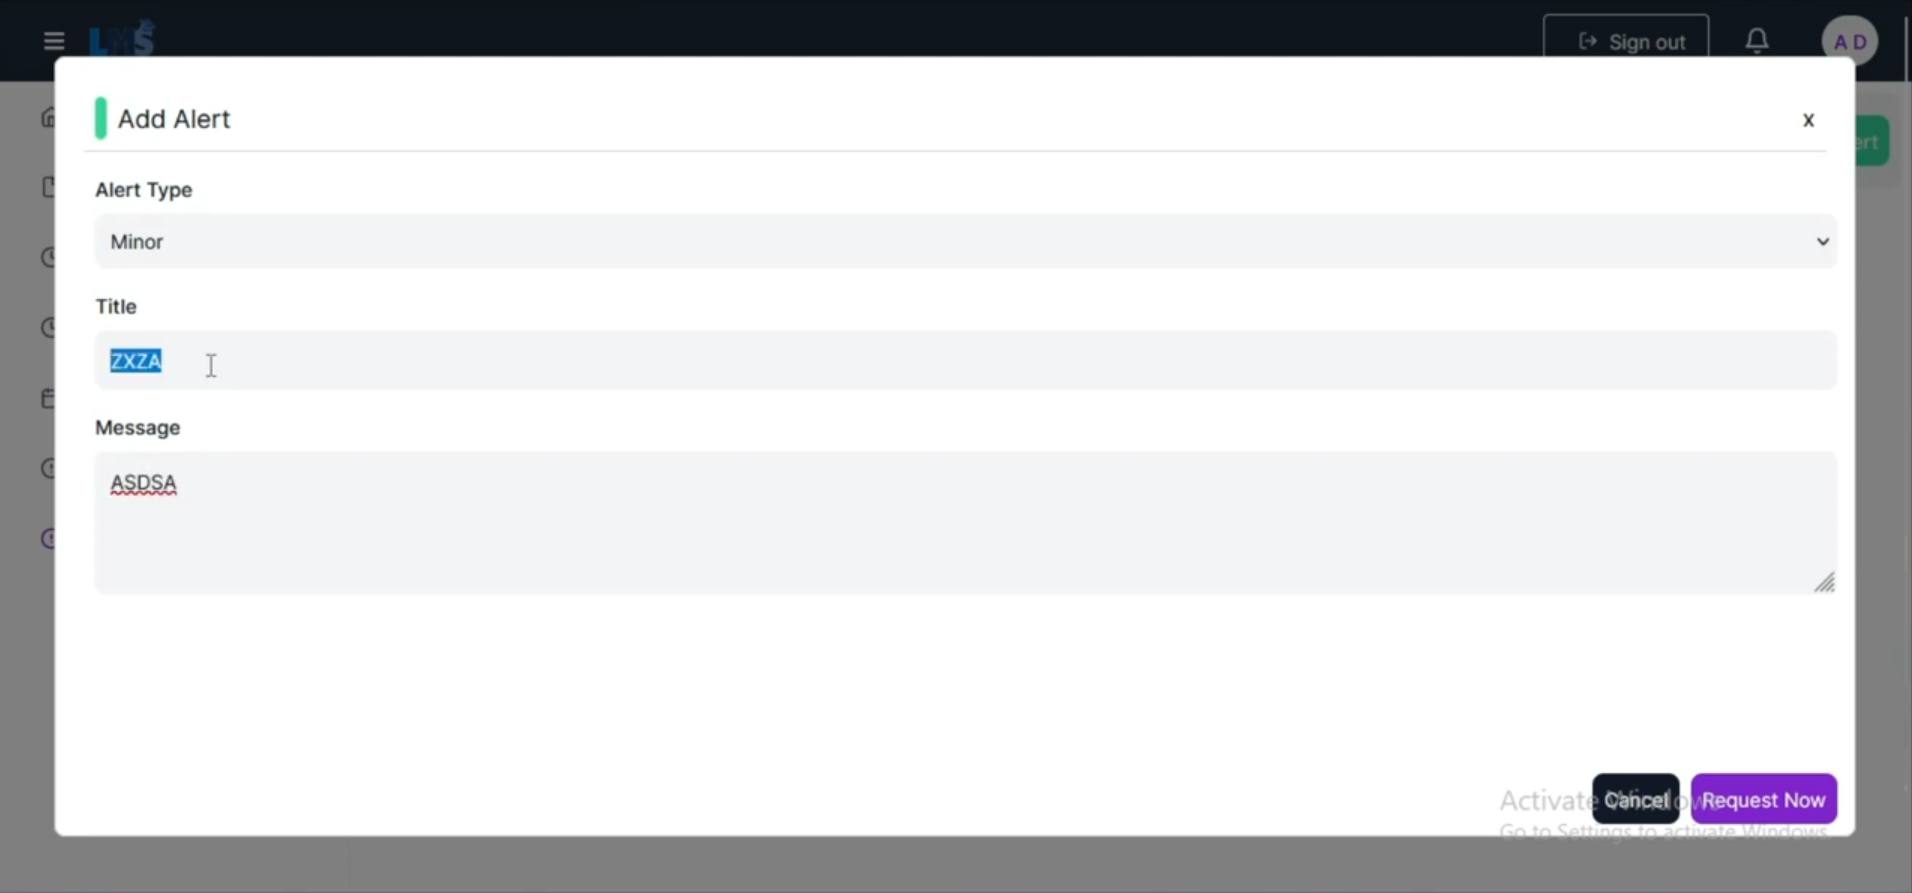 LMS
Sign out
A D
Add Alert
x
ert
Alert Type
Minor
Title
ZXZA
Message
ASDSA
Cancel
Request Now
Activate Windows
Go to Settings to activate Windows.